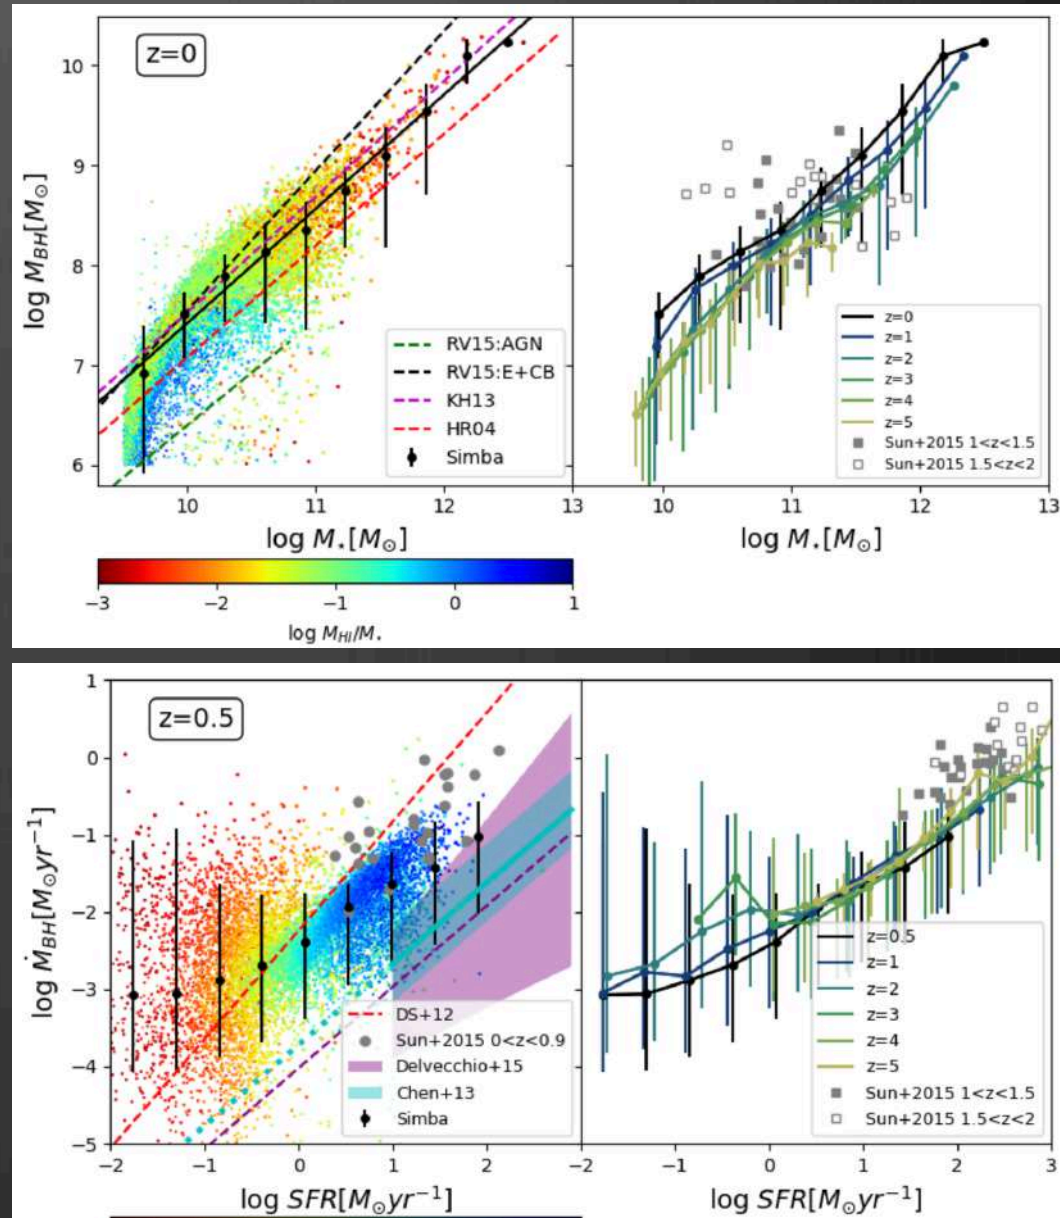 z=0
log M_BH[M_⊙]
10
9
8
7
6
RV15:AGN
RV15:E+CB
KH13
HR04
Simba
10 11 12 13
log M⋆[M_⊙]
z=0
z=1
z=2
z=3
z=4
z=5
Sun+2015 1<z<1.5
Sun+2015 1.5<z<2
10 11 12 13
log M⋆[M_⊙]
−3 −2 −1 0 1
log M_HI/M⋆
z=0.5
log Ṁ_BH[M_⊙yr⁻¹]
1
0
−1
−2
−3
−4
−5
DS+12
Sun+2015 0<z<0.9
Delvecchio+15
Chen+13
Simba
−2 −1 0 1 2
log SFR[M_⊙yr⁻¹]
z=0.5
z=1
z=2
z=3
z=4
z=5
Sun+2015 1<z<1.5
Sun+2015 1.5<z<2
−2 −1 0 1 2 3
log SFR[M_⊙yr⁻¹]